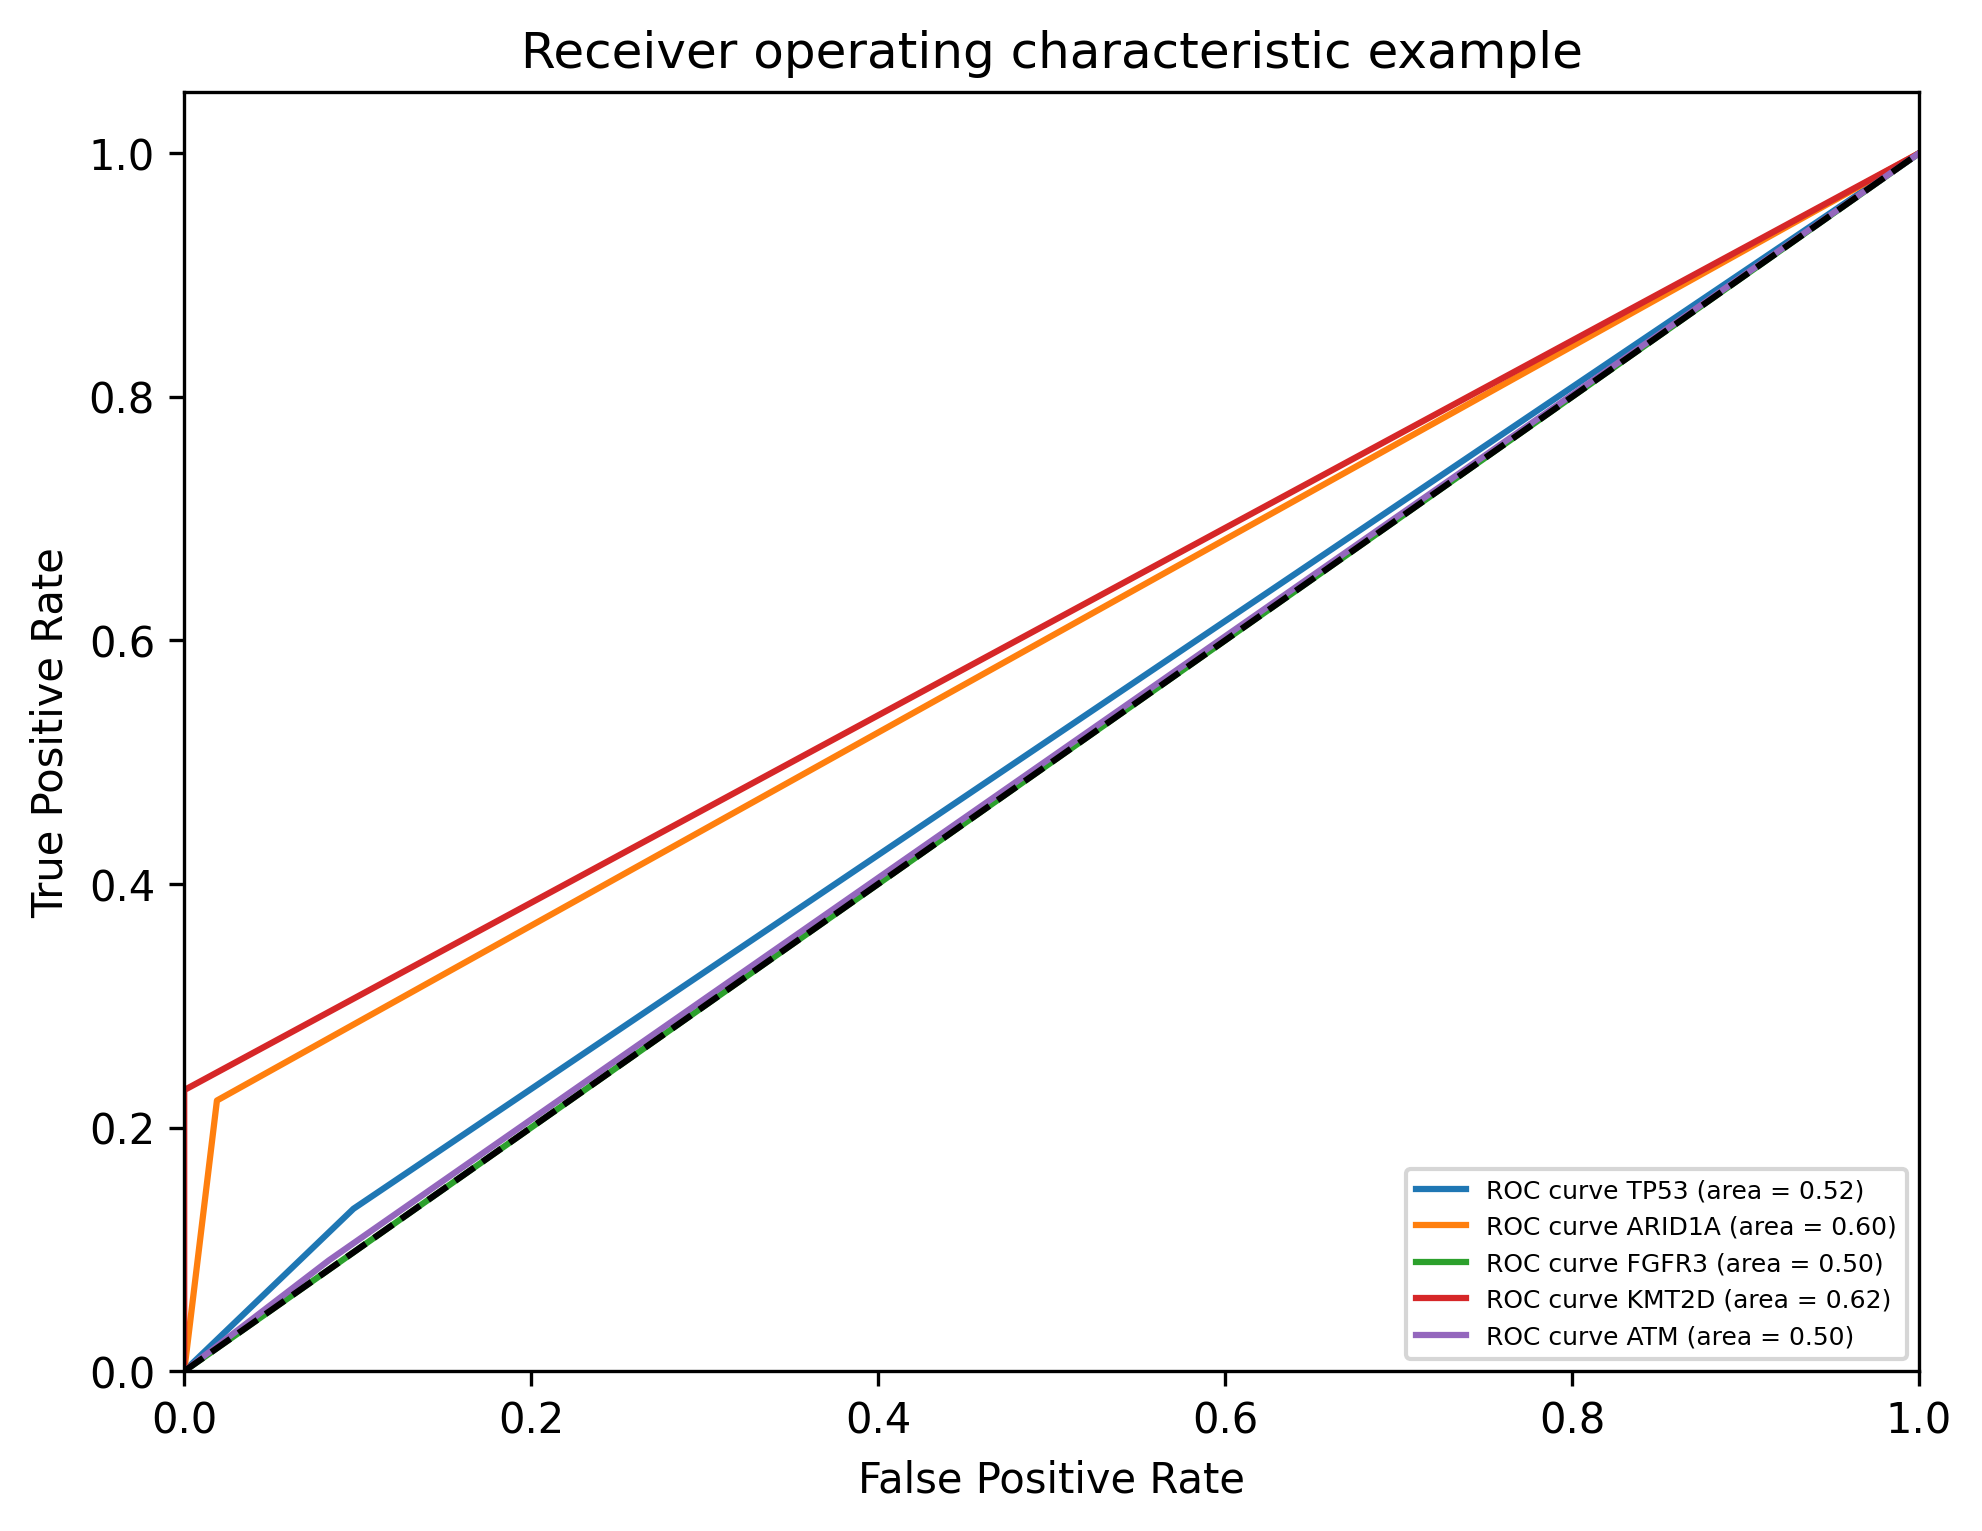 Receiver operating characteristic example
True Positive Rate
1.0
0.8
0.6
0.4
0.2
0.0
ROC curve TP53 (area = 0.52)
ROC curve ARID1A (area = 0.60)
ROC curve FGFR3 (area = 0.50)
ROC curve KMT2D (area = 0.62)
ROC curve ATM (area = 0.50)
0.0 0.2 0.4 0.6 0.8 1.0
False Positive Rate